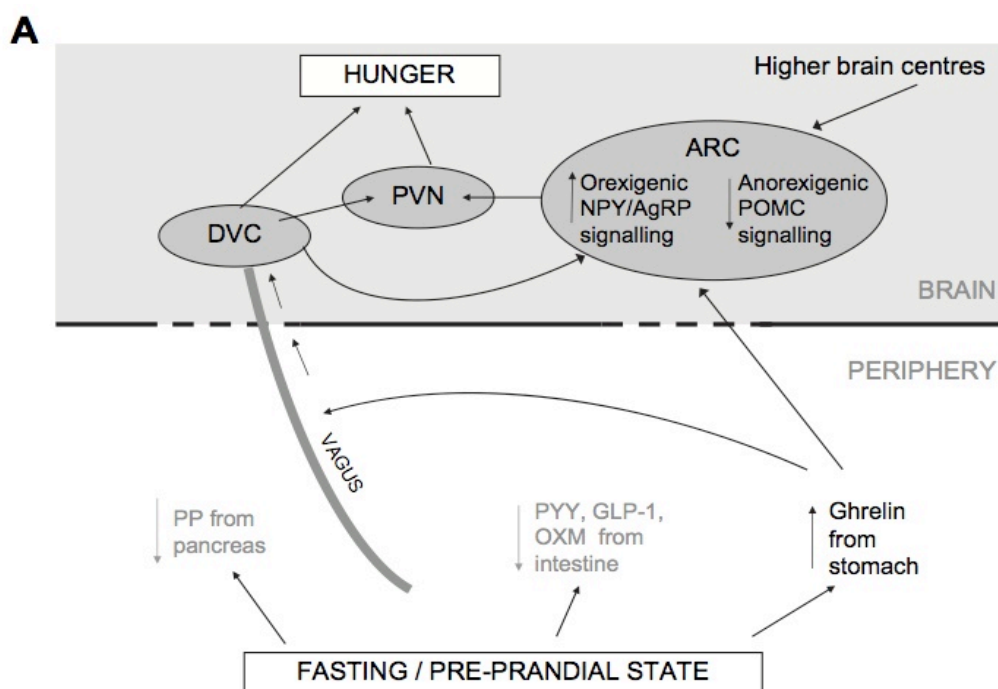 A
HUNGER
Higher brain centres
ARC
Orexigenic
NPY/AgRP
signalling
Anorexigenic
POMC
signalling
PVN
DVC
BRAIN
PERIPHERY
VAGUS
PP from
pancreas
PYY, GLP-1,
OXM from
intestine
Ghrelin
from
stomach
FASTING / PRE-PRANDIAL STATE